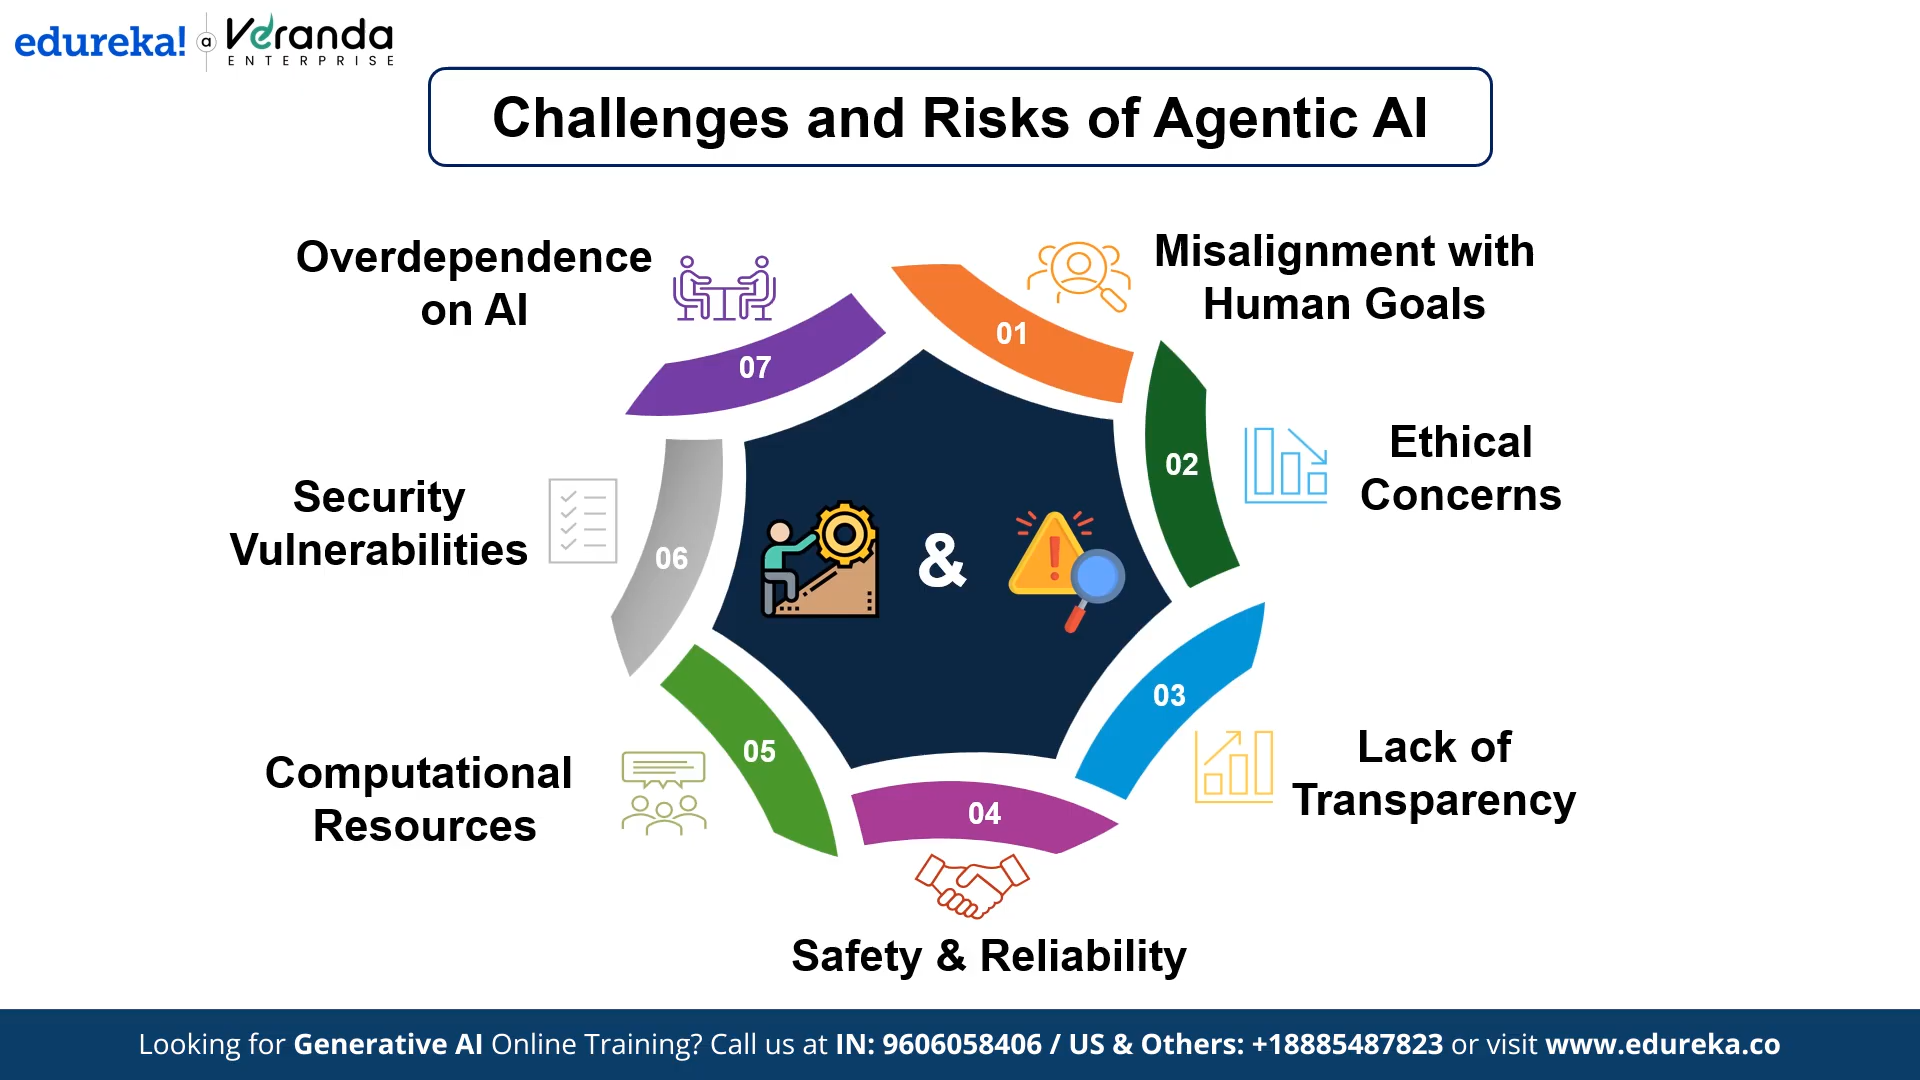 edureka! a Veranda
ENTERPRISE
Challenges and Risks of Agentic AI
01
Misalignment with
Human Goals
02
Ethical
Concerns
03
Lack of
Transparency
04
Safety & Reliability
05
Computational
Resources
06
Security
Vulnerabilities
07
Overdependence
on AI
&
Looking for Generative AI Online Training? Call us at IN: 9606058406 / US & Others: +18885487823 or visit www.edureka.co